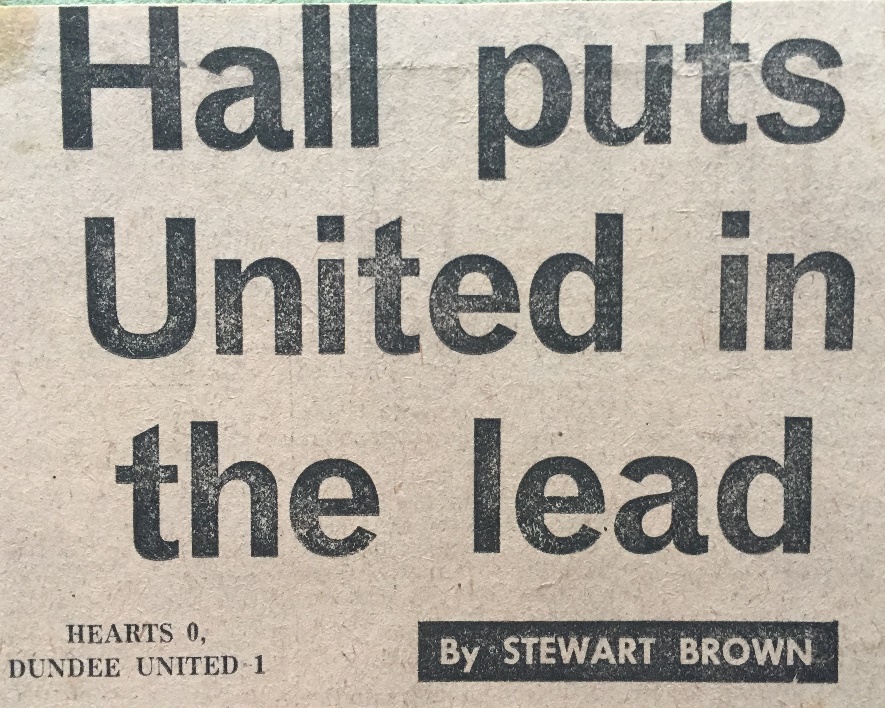 Hall puts
United in
the lead
HEARTS 0,
DUNDEE UNITED 1
By STEWART BROWN